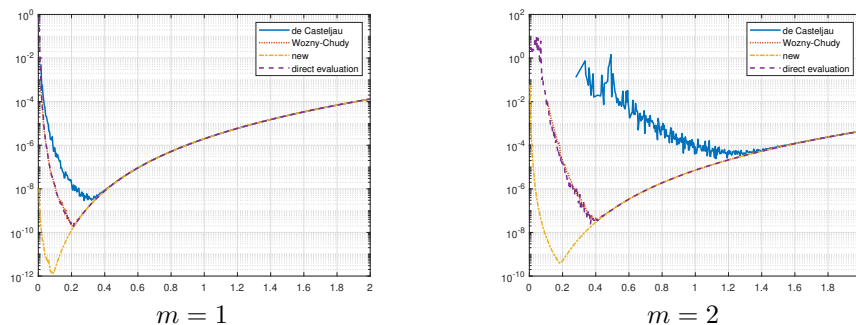 10^0
10^-2
10^-4
10^-6
10^-8
10^-10
10^-12
0 0.2 0.4 0.6 0.8 1 1.2 1.4 1.6 1.8 2
de Casteljau
Wozny-Chudy
new
direct evaluation
m = 1
10^2
10^0
10^-2
10^-4
10^-6
10^-8
10^-10
0 0.2 0.4 0.6 0.8 1 1.2 1.4 1.6 1.8
de Casteljau
Wozny-Chudy
new
direct evaluation
m = 2